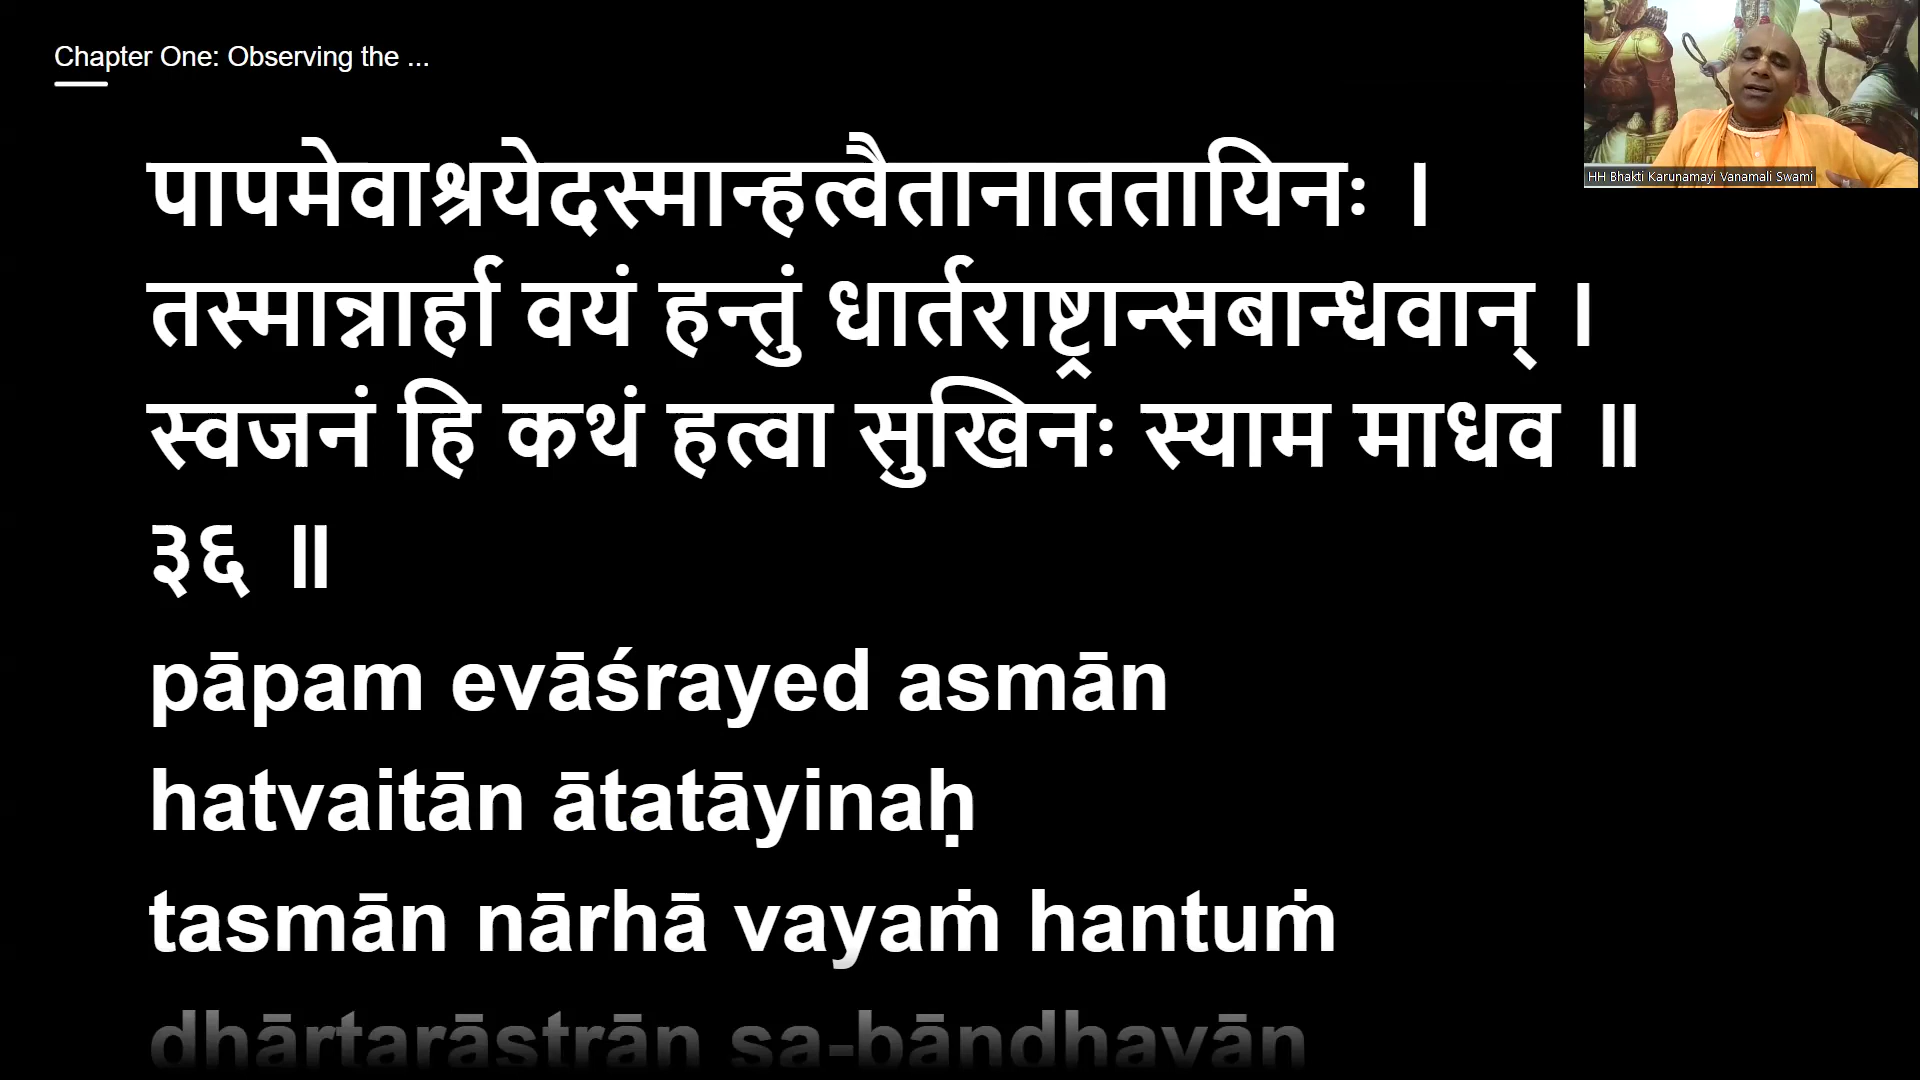 Chapter One: Observing the ...
HH Bhakti Karunamayi Vanamali Swami
पापमेवाश्रयेदस्मान्हत्वैतानाततायिनः ।
तस्मान्नार्हा वयं हन्तुं धार्तराष्ट्रान्सबान्धवान् ।
स्वजनं हि कथं हत्वा सुखिनः स्याम माधव ॥
३६ ॥
pāpam evāśrayed asmān
hatvaitān ātatāyinaḥ
tasmān nārhā vayaṁ hantuṁ
dhārtarāṣṭrān sa-bāndhavān